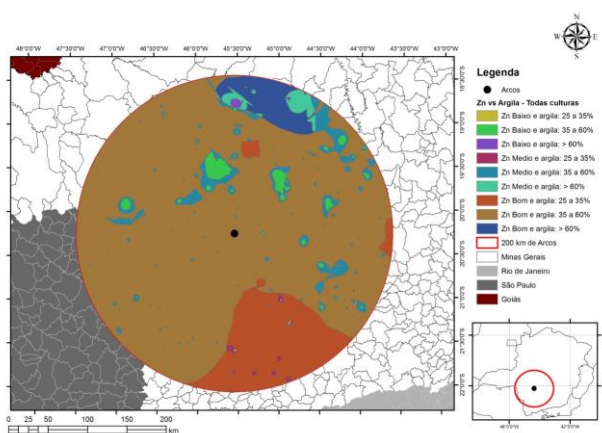 48°0'0"W 47°30'0"W 47°0'0"W 46°30'0"W 46°0'0"W 45°30'0"W 45°0'0"W 44°30'0"W 44°0'0"W 43°30'0"W 43°0'0"W
N
W E
S
18°30'0"S
19°0'0"S
19°30'0"S
20°0'0"S
20°30'0"S
21°0'0"S
21°30'0"S
22°0'0"S
Legenda
Arcos
Zn vs Argila - Todas culturas
Zn Baixo e argila: 25 a 35%
Zn Baixo e argila: 35 a 60%
Zn Baixo e argila: > 60%
Zn Medio e argila: 25 a 35%
Zn Medio e argila: 35 a 60%
Zn Medio e argila: > 60%
Zn Bom e argila: 25 a 35%
Zn Bom e argila: 35 a 60%
Zn Bom e argila: > 60%
200 km de Arcos
Minas Gerais
Rio de Janeiro
São Paulo
Goiás
0 25 50 100 150 200
km
48°0'0"W 42°0'0"W